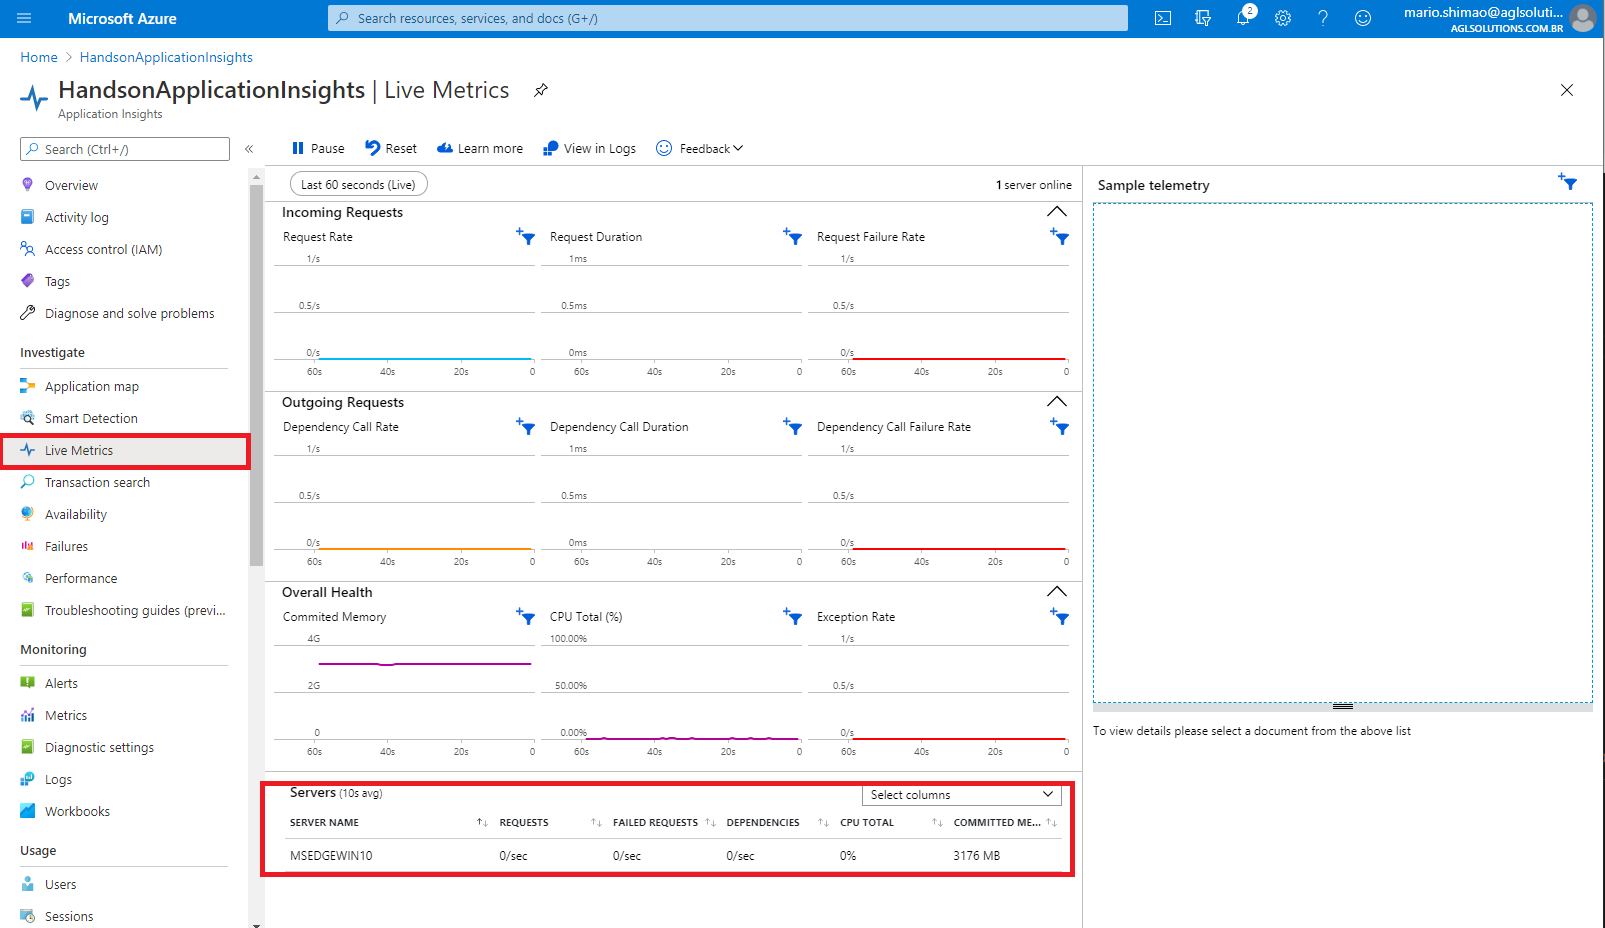 Microsoft Azure
Search resources, services, and docs (G+/)
2
mario.shimao@aglsoluti...
AGLSOLUTIONS.COM.BR
Home > HandsonApplicationInsights
HandsonApplicationInsights | Live Metrics
Application Insights
Search (Ctrl+/)
«
Overview
Activity log
Access control (IAM)
Tags
Diagnose and solve problems
Investigate
Application map
Smart Detection
Live Metrics
Transaction search
Availability
Failures
Performance
Troubleshooting guides (previ...
Monitoring
Alerts
Metrics
Diagnostic settings
Logs
Workbooks
Usage
Users
Sessions
Pause Reset Learn more View in Logs Feedback
Last 60 seconds (Live)
1 server online
Incoming Requests
Request Rate
1/s
0.5/s
0/s
60s 40s 20s 0
Request Duration
1ms
0.5ms
0ms
60s 40s 20s 0
Request Failure Rate
1/s
0.5/s
0/s
60s 40s 20s 0
Outgoing Requests
Dependency Call Rate
1/s
0.5/s
0/s
60s 40s 20s 0
Dependency Call Duration
1ms
0.5ms
0ms
60s 40s 20s 0
Dependency Call Failure Rate
1/s
0.5/s
0/s
60s 40s 20s 0
Overall Health
Commited Memory
4G
2G
0
60s 40s 20s 0
CPU Total (%)
100.00%
50.00%
0.00%
60s 40s 20s 0
Exception Rate
1/s
0.5/s
0/s
60s 40s 20s 0
Servers (10s avg)
Select columns
SERVER NAME REQUESTS FAILED REQUESTS DEPENDENCIES CPU TOTAL COMMITTED ME...
MSEDGEWIN10 0/sec 0/sec 0/sec 0% 3176 MB
Sample telemetry
To view details please select a document from the above list